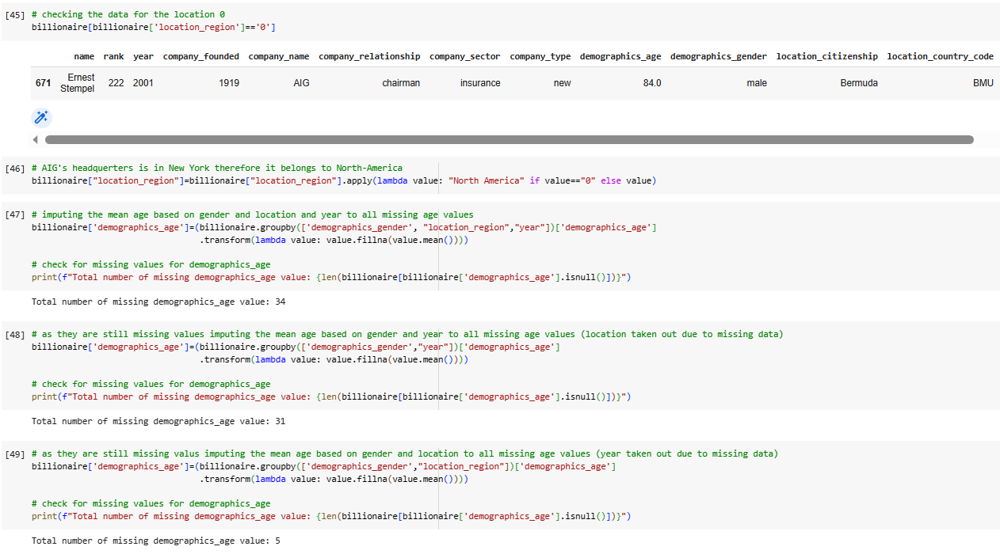 [45] # checking the data for the location 0
billionaire[billionaire['location_region']=='0']
name rank year company_founded company_name company_relationship company_sector company_type demographics_age demographics_gender location_citizenship location_country_code
671 Ernest Stempel 222 2001 1919 AIG chairman insurance new 84.0 male Bermuda BMU
[46] # AIG's headquerters is in New York therefore it belongs to North-America
billionaire["location_region"]=billionaire["location_region"].apply(lambda value: "North America" if value=="0" else value)
[47] # imputing the mean age based on gender and location and year to all missing age values
billionaire['demographics_age']=(billionaire.groupby(['demographics_gender', "location_region","year"])['demographics_age']
.transform(lambda value: value.fillna(value.mean())))
# check for missing values for demographics_age
print(f"Total number of missing demographics_age value: {len(billionaire[billionaire['demographics_age'].isnull()])}")
Total number of missing demographics_age value: 34
[48] # as they are still missing values imputing the mean age based on gender and year to all missing age values (location taken out due to missing data)
billionaire['demographics_age']=(billionaire.groupby(['demographics_gender',"year"])['demographics_age']
.transform(lambda value: value.fillna(value.mean())))
# check for missing values for demographics_age
print(f"Total number of missing demographics_age value: {len(billionaire[billionaire['demographics_age'].isnull()])}")
Total number of missing demographics_age value: 31
[49] # as they are still missing valus imputing the mean age based on gender and location to all missing age values (year taken out due to missing data)
billionaire['demographics_age']=(billionaire.groupby(['demographics_gender',"location_region"])['demographics_age']
.transform(lambda value: value.fillna(value.mean())))
# check for missing values for demographics_age
print(f"Total number of missing demographics_age value: {len(billionaire[billionaire['demographics_age'].isnull()])}")
Total number of missing demographics_age value: 5